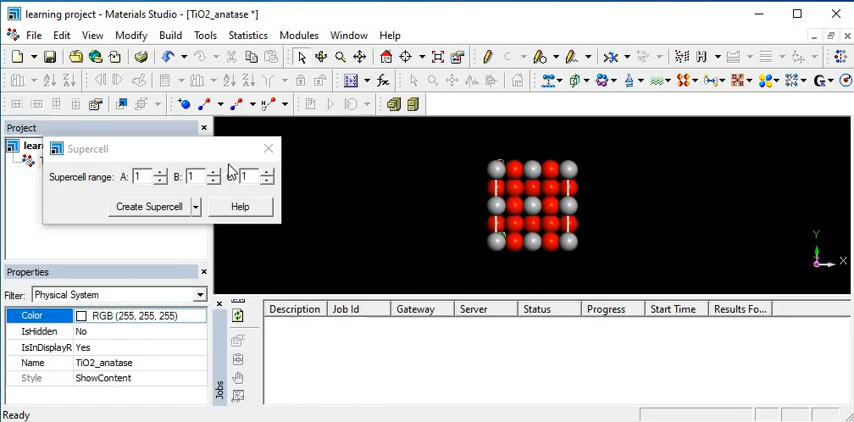 learning project - Materials Studio - [TiO2_anatase *]
File Edit View Modify Build Tools Statistics Modules Window Help
Project
learn
Supercell
Supercell range: A: 1 B: 1 1
Create Supercell Help
Y
X
Properties
Filter: Physical System
Color RGB (255, 255, 255)
IsHidden No
IsInDisplayR Yes
Name TiO2_anatase
Style ShowContent
Jobs
Description Job Id Gateway Server Status Progress Start Time Results Fo...
Ready